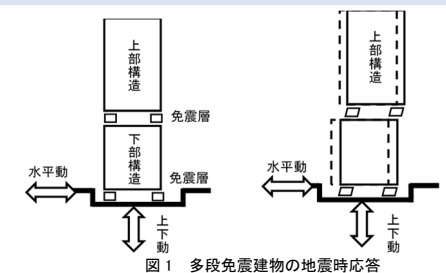 上部構造
免震層
下部構造
免震層
水平動
上下動
上部構造
水平動
上下動
図1 多段免震建物の地震時応答